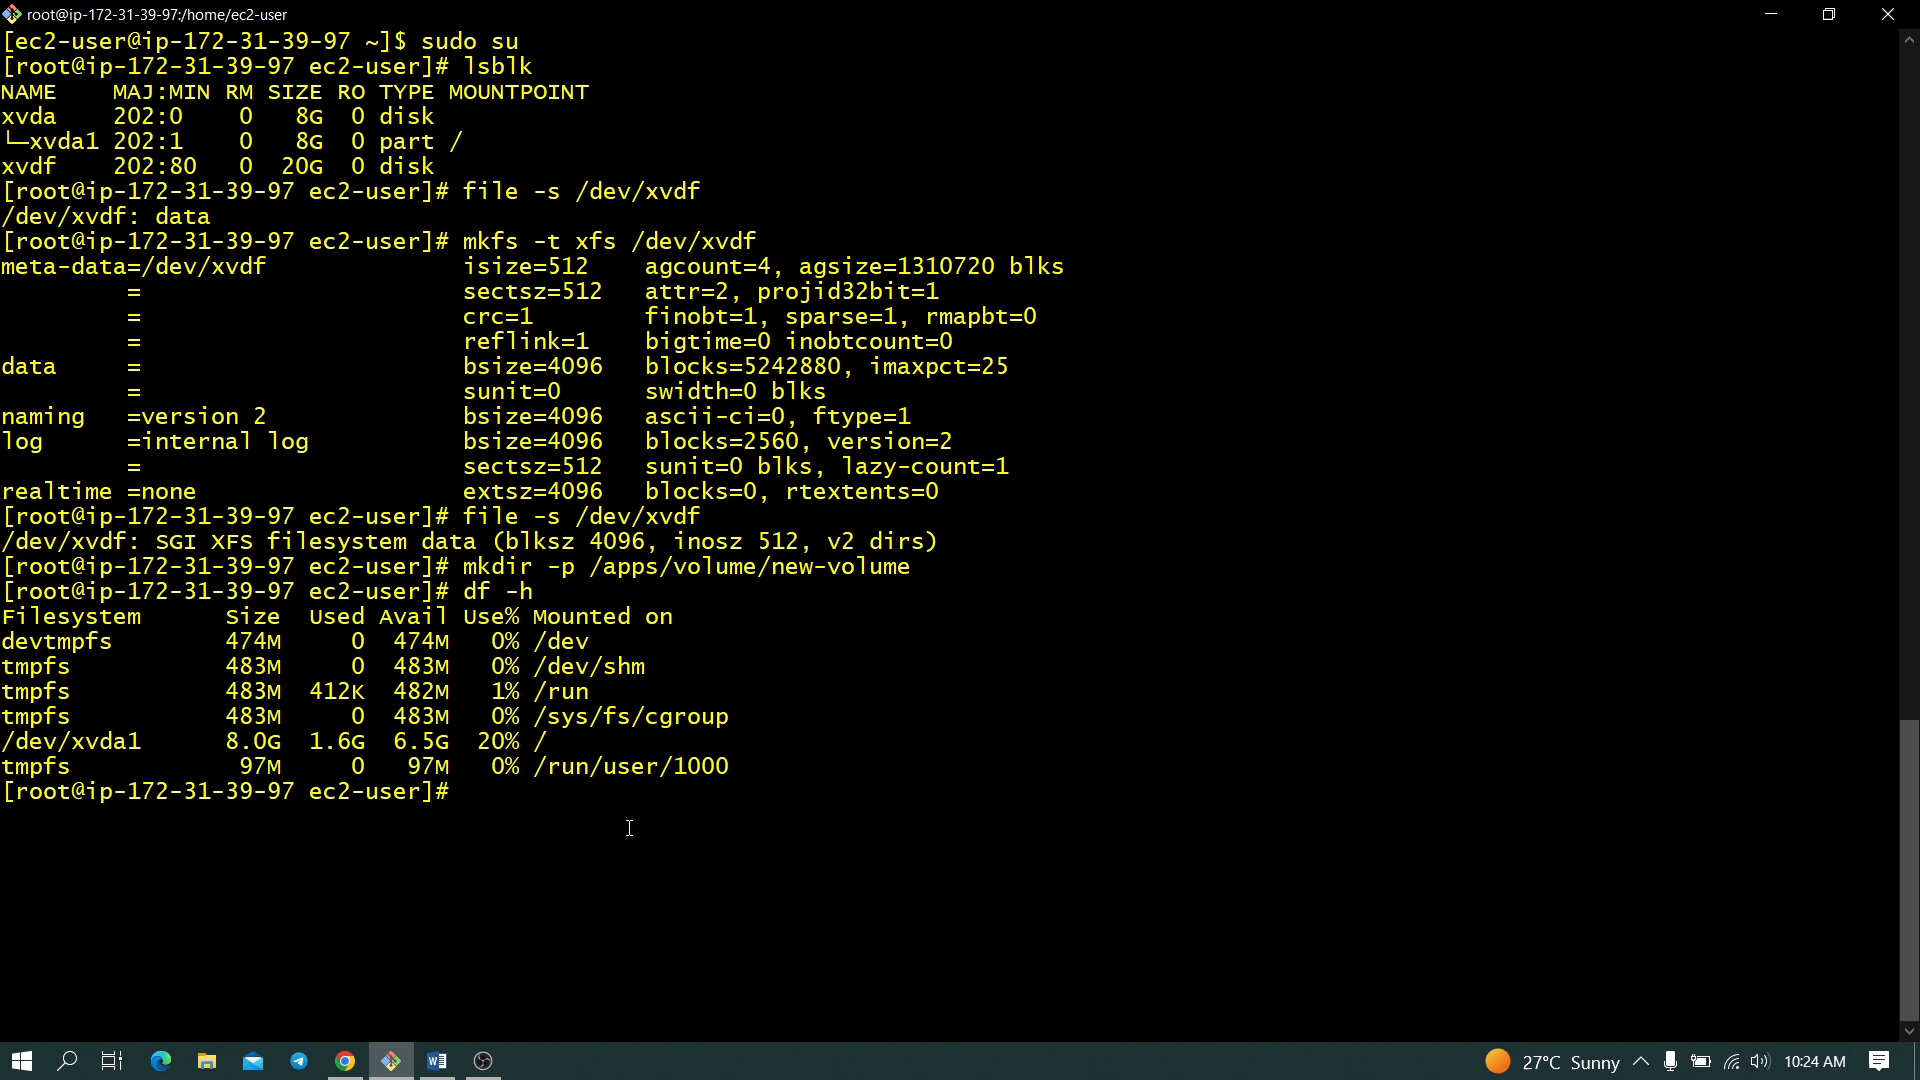 root@ip-172-31-39-97:/home/ec2-user
[ec2-user@ip-172-31-39-97 ~]$ sudo su
[root@ip-172-31-39-97 ec2-user]# lsblk
NAME    MAJ:MIN RM SIZE RO TYPE MOUNTPOINT
xvda    202:0    0   8G  0 disk
└─xvda1 202:1    0   8G  0 part /
xvdf    202:80   0  20G  0 disk
[root@ip-172-31-39-97 ec2-user]# file -s /dev/xvdf
/dev/xvdf: data
[root@ip-172-31-39-97 ec2-user]# mkfs -t xfs /dev/xvdf
meta-data=/dev/xvdf              isize=512    agcount=4, agsize=1310720 blks
         =                       sectsz=512   attr=2, projid32bit=1
         =                       crc=1        finobt=1, sparse=1, rmapbt=0
         =                       reflink=1    bigtime=0 inobtcount=0
data     =                       bsize=4096   blocks=5242880, imaxpct=25
         =                       sunit=0      swidth=0 blks
naming   =version 2              bsize=4096   ascii-ci=0, ftype=1
log      =internal log           bsize=4096   blocks=2560, version=2
         =                       sectsz=512   sunit=0 blks, lazy-count=1
realtime =none                   extsz=4096   blocks=0, rtextents=0
[root@ip-172-31-39-97 ec2-user]# file -s /dev/xvdf
/dev/xvdf: SGI XFS filesystem data (blksz 4096, inosz 512, v2 dirs)
[root@ip-172-31-39-97 ec2-user]# mkdir -p /apps/volume/new-volume
[root@ip-172-31-39-97 ec2-user]# df -h
Filesystem      Size  Used Avail Use% Mounted on
devtmpfs        474M     0  474M   0% /dev
tmpfs           483M     0  483M   0% /dev/shm
tmpfs           483M  412K  482M   1% /run
tmpfs           483M     0  483M   0% /sys/fs/cgroup
/dev/xvda1      8.0G  1.6G  6.5G  20% /
tmpfs            97M     0   97M   0% /run/user/1000
[root@ip-172-31-39-97 ec2-user]#
27°C Sunny 10:24 AM